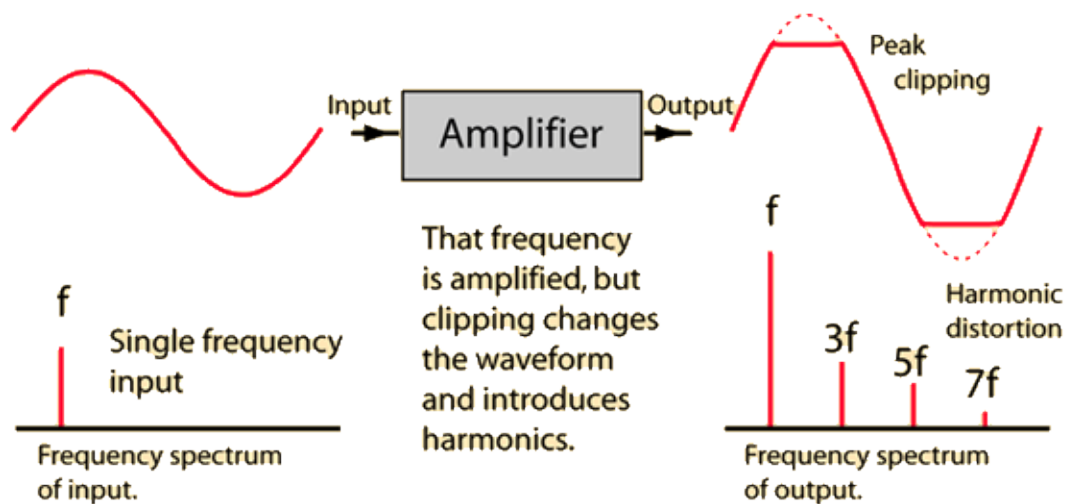 Input
Amplifier
Output
Peak
clipping
That frequency
is amplified, but
clipping changes
the waveform
and introduces
harmonics.
f
Single frequency
input
Frequency spectrum
of input.
f
3f
5f
7f
Harmonic
distortion
Frequency spectrum
of output.